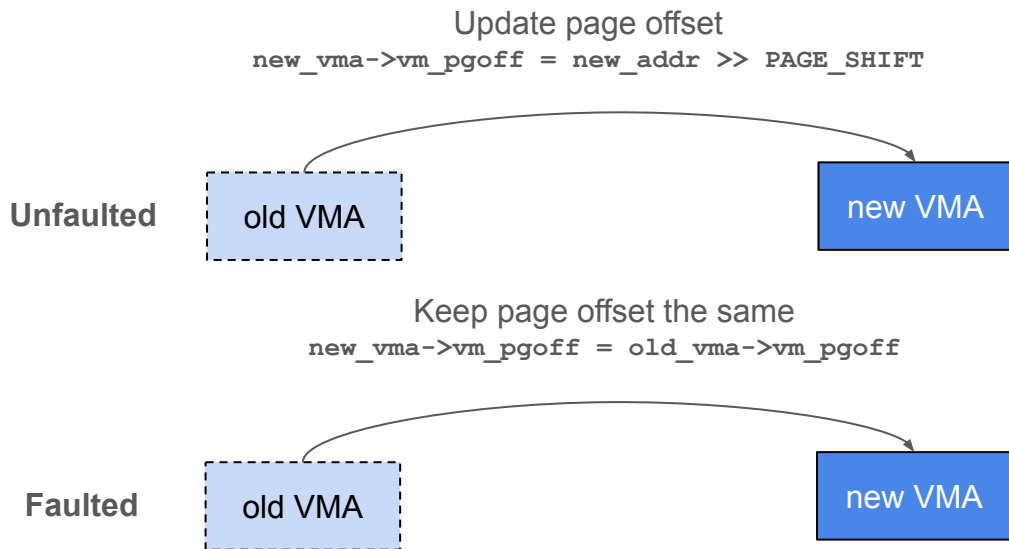 Update page offset
new_vma->vm_pgoff = new_addr >> PAGE_SHIFT
Unfaulted
old VMA
new VMA
Keep page offset the same
new_vma->vm_pgoff = old_vma->vm_pgoff
Faulted
old VMA
new VMA